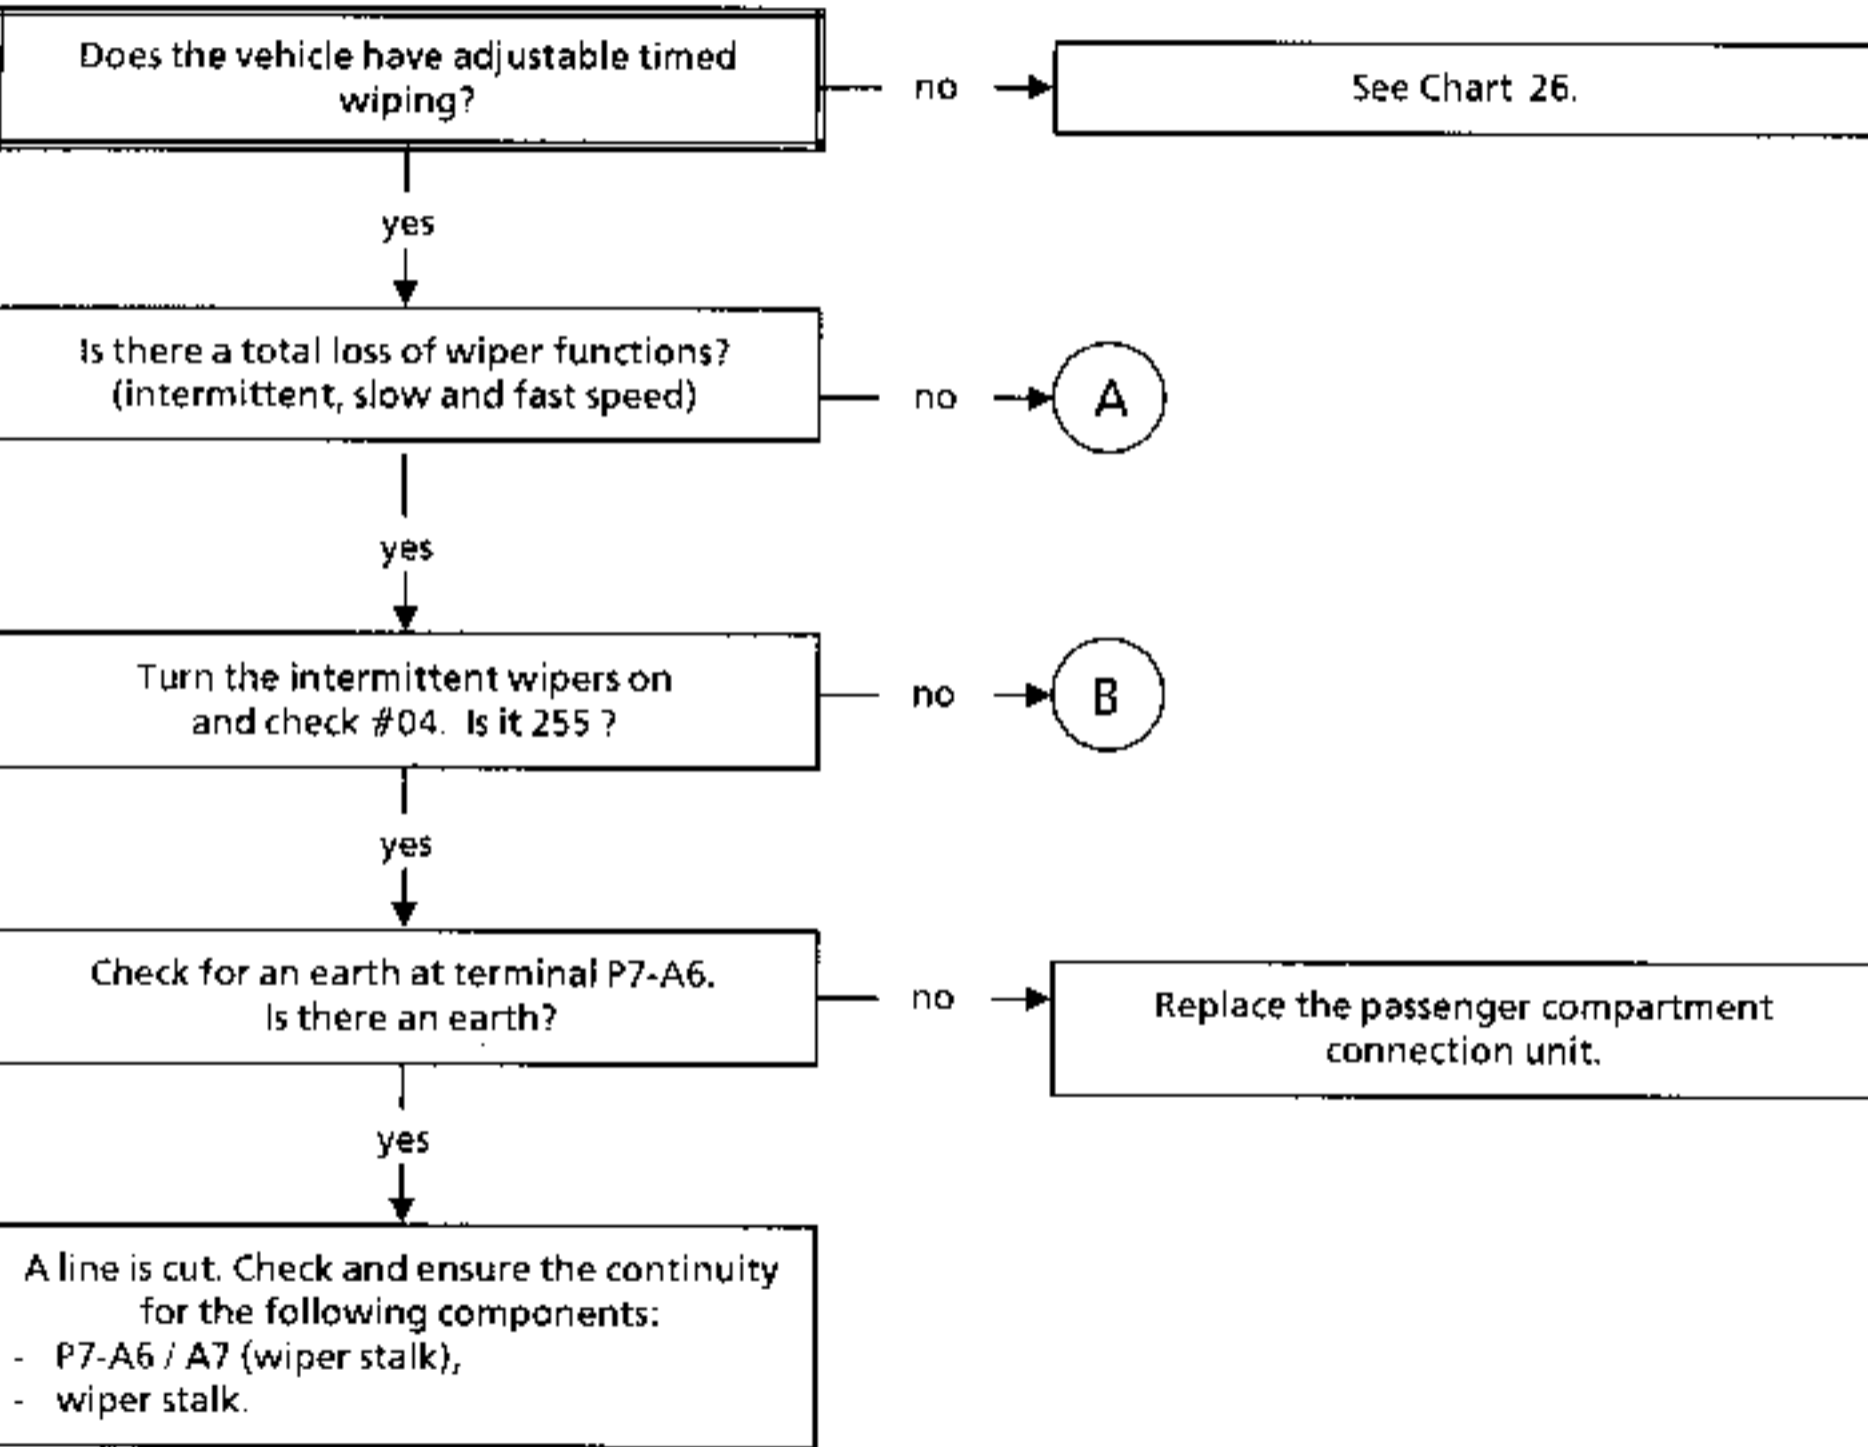 Does the vehicle have adjustable timed
wiping?
no
See Chart 26.
yes
Is there a total loss of wiper functions?
(intermittent, slow and fast speed)
no
A
yes
Turn the intermittent wipers on
and check #04. Is it 255 ?
no
B
yes
Check for an earth at terminal P7-A6.
Is there an earth?
no
Replace the passenger compartment
connection unit.
yes
A line is cut. Check and ensure the continuity
for the following components:
- P7-A6 / A7 (wiper stalk),
- wiper stalk.